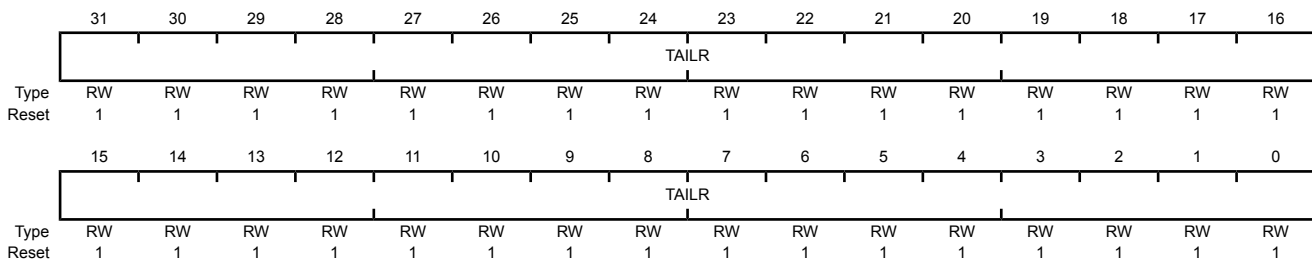 31 30 29 28 27 26 25 24 23 22 21 20 19 18 17 16
TAILR
Type RW RW RW RW RW RW RW RW RW RW RW RW RW RW RW RW
Reset 1 1 1 1 1 1 1 1 1 1 1 1 1 1 1 1
15 14 13 12 11 10 9 8 7 6 5 4 3 2 1 0
TAILR
Type RW RW RW RW RW RW RW RW RW RW RW RW RW RW RW RW
Reset 1 1 1 1 1 1 1 1 1 1 1 1 1 1 1 1